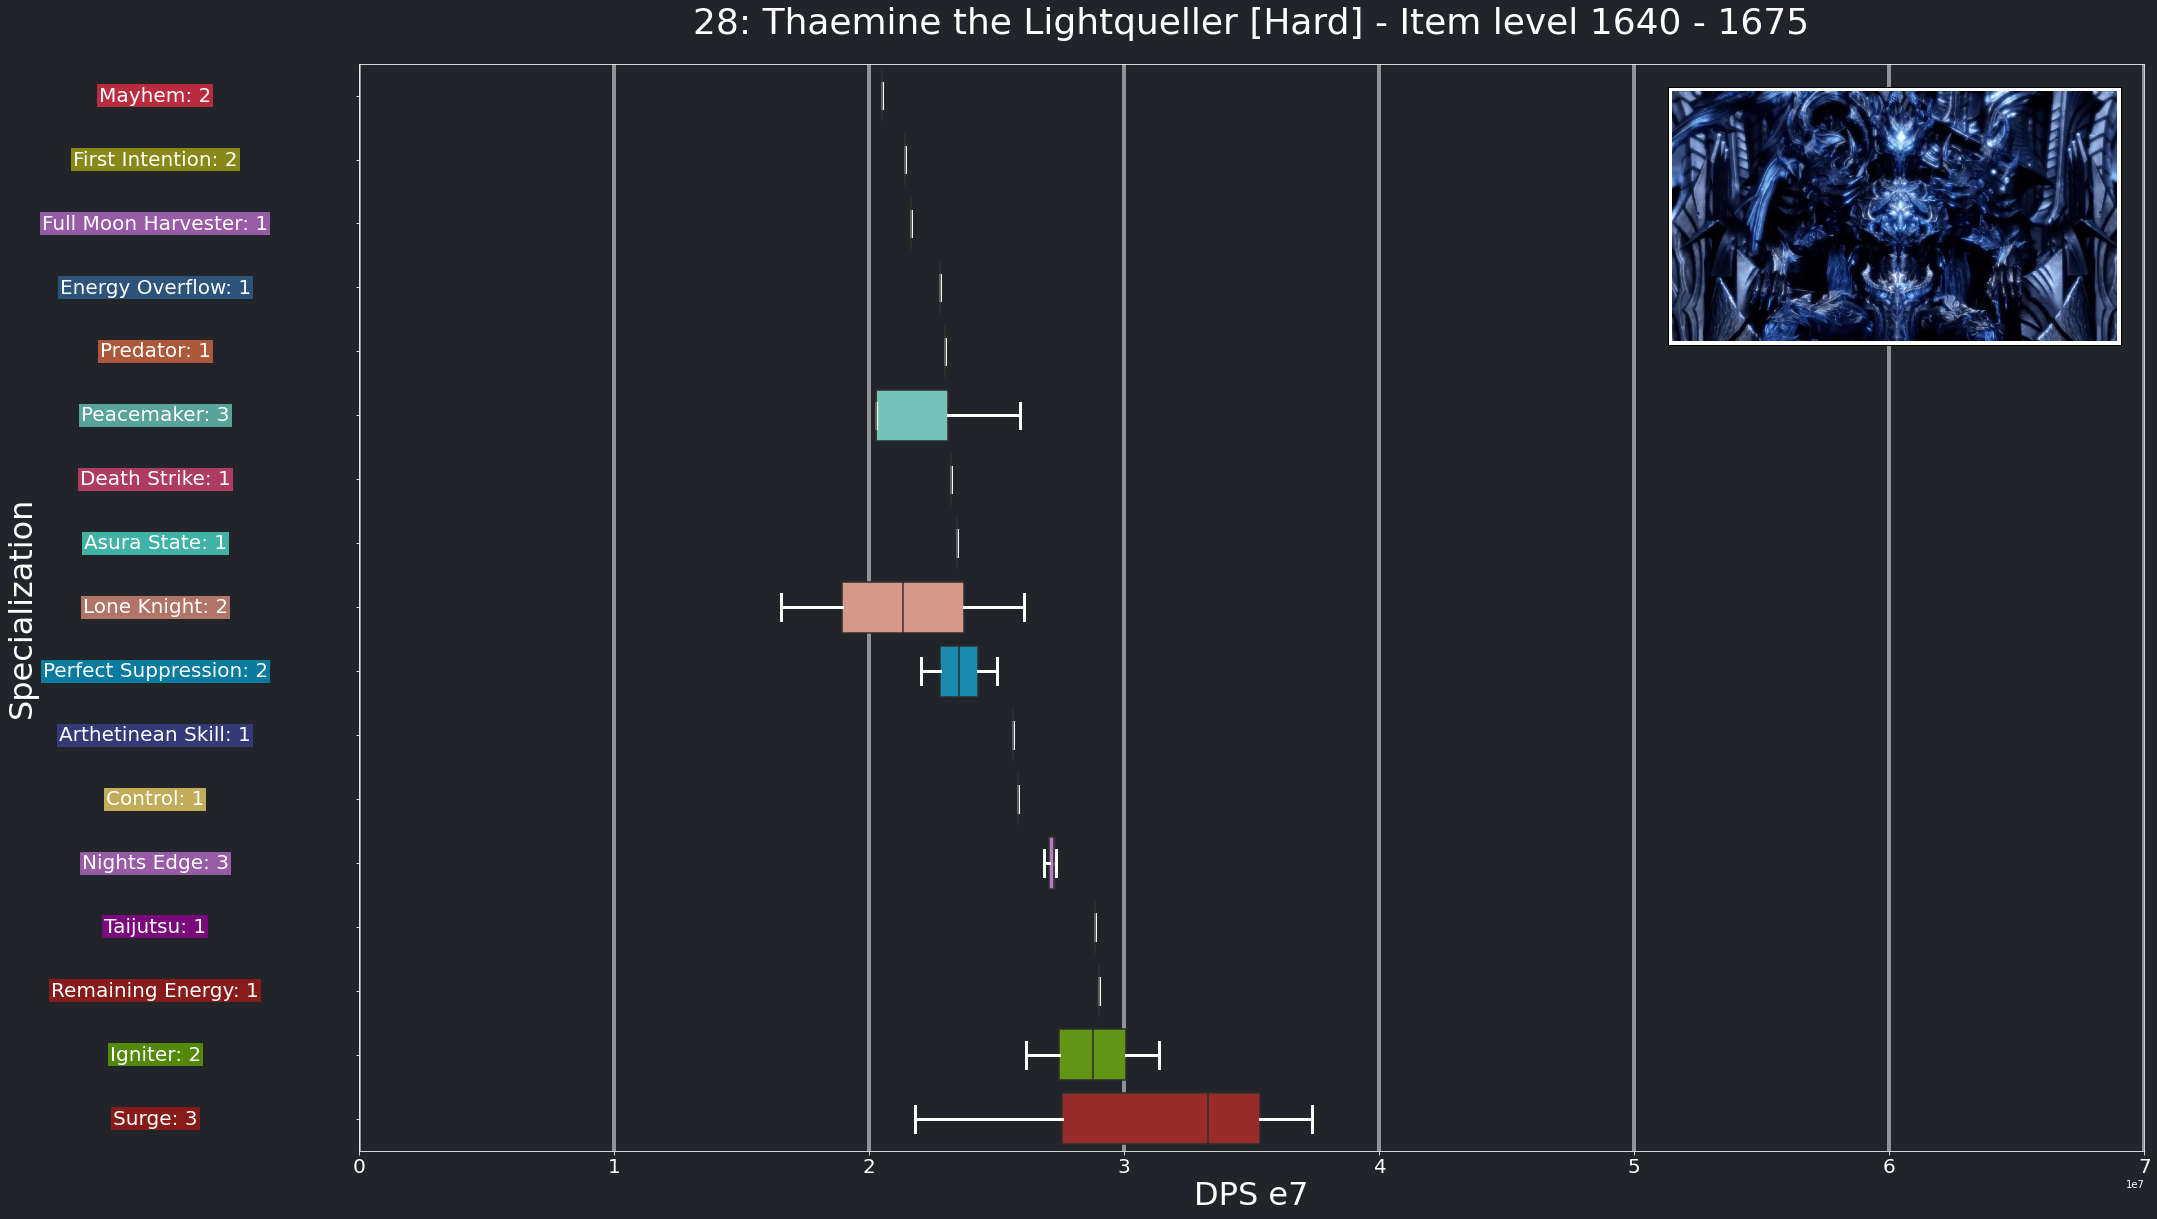 28: Thaemine the Lightqueller [Hard] - Item level 1640 - 1675
Specialization
Mayhem: 2
First Intention: 2
Full Moon Harvester: 1
Energy Overflow: 1
Predator: 1
Peacemaker: 3
Death Strike: 1
Asura State: 1
Lone Knight: 2
Perfect Suppression: 2
Arthetinean Skill: 1
Control: 1
Nights Edge: 3
Taijutsu: 1
Remaining Energy: 1
Igniter: 2
Surge: 3
0 1 2 3 4 5 6 7
1e7
DPS e7